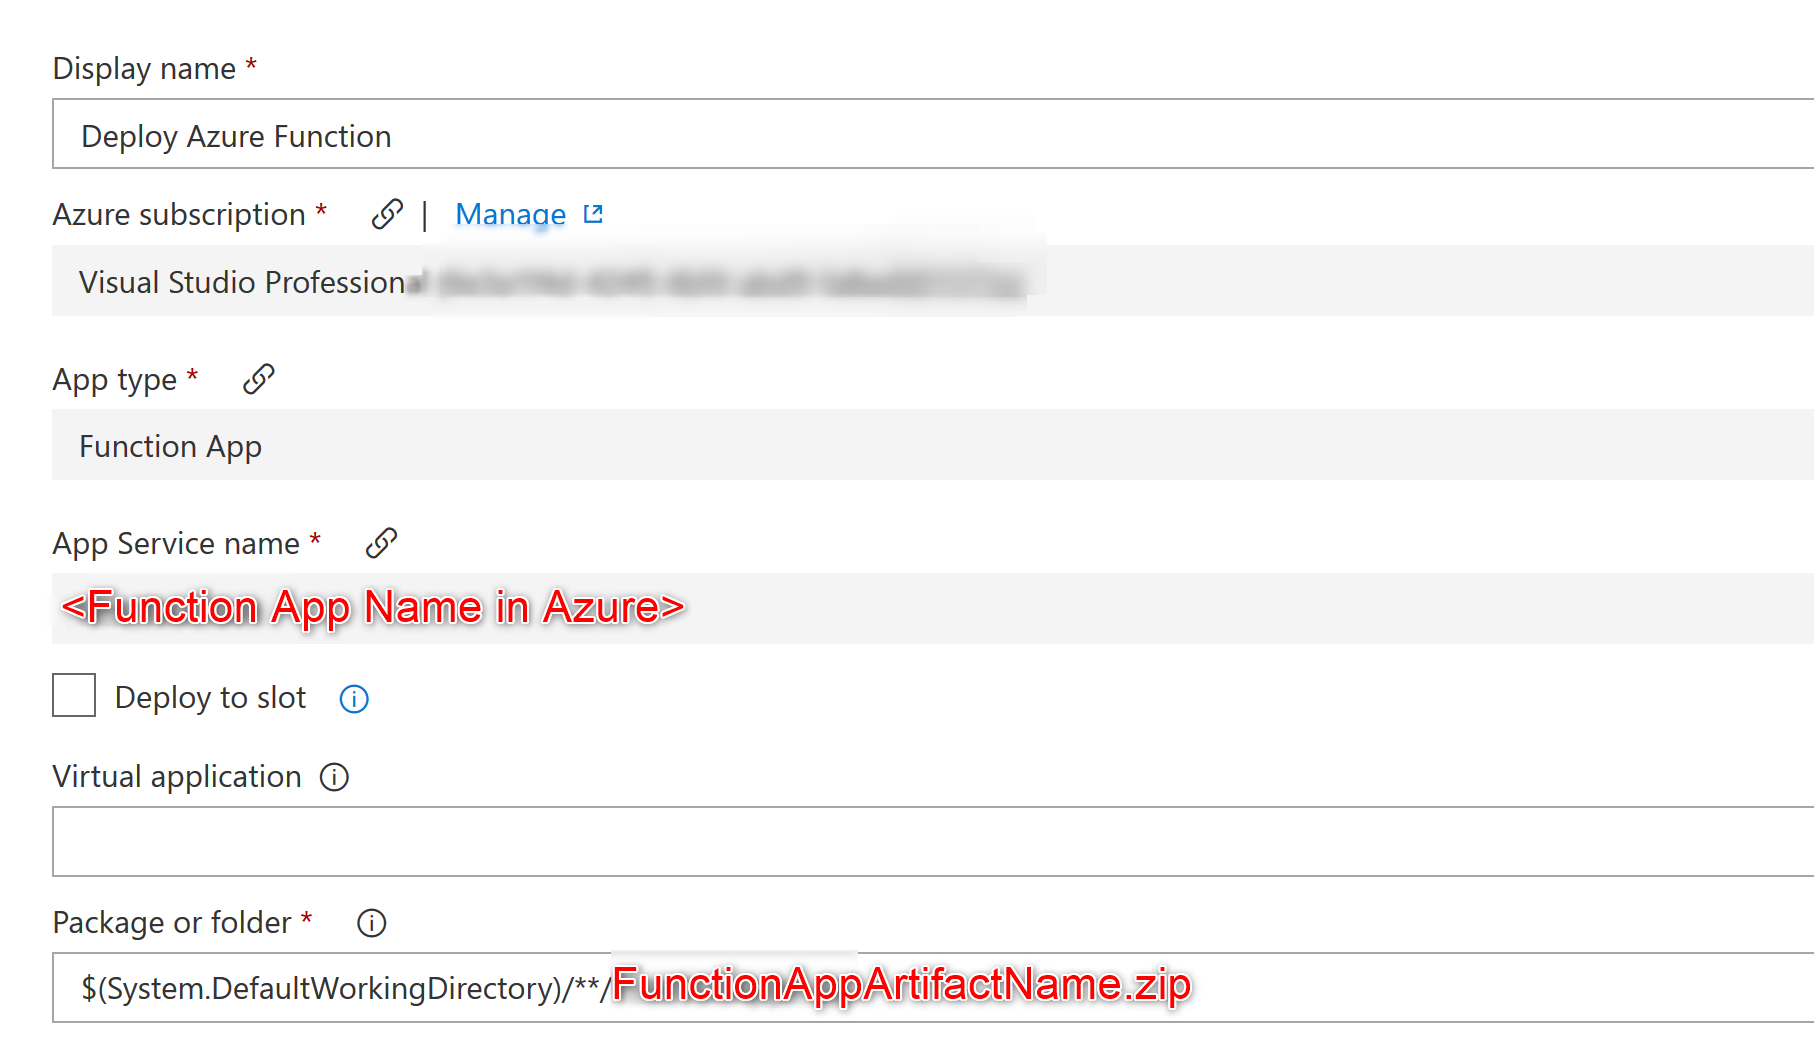 Display name *
Deploy Azure Function
Azure subscription * | Manage
Visual Studio Professional
App type *
Function App
App Service name *
<Function App Name in Azure>
Deploy to slot
Virtual application
Package or folder *
$(System.DefaultWorkingDirectory)/**/FunctionAppArtifactName.zip